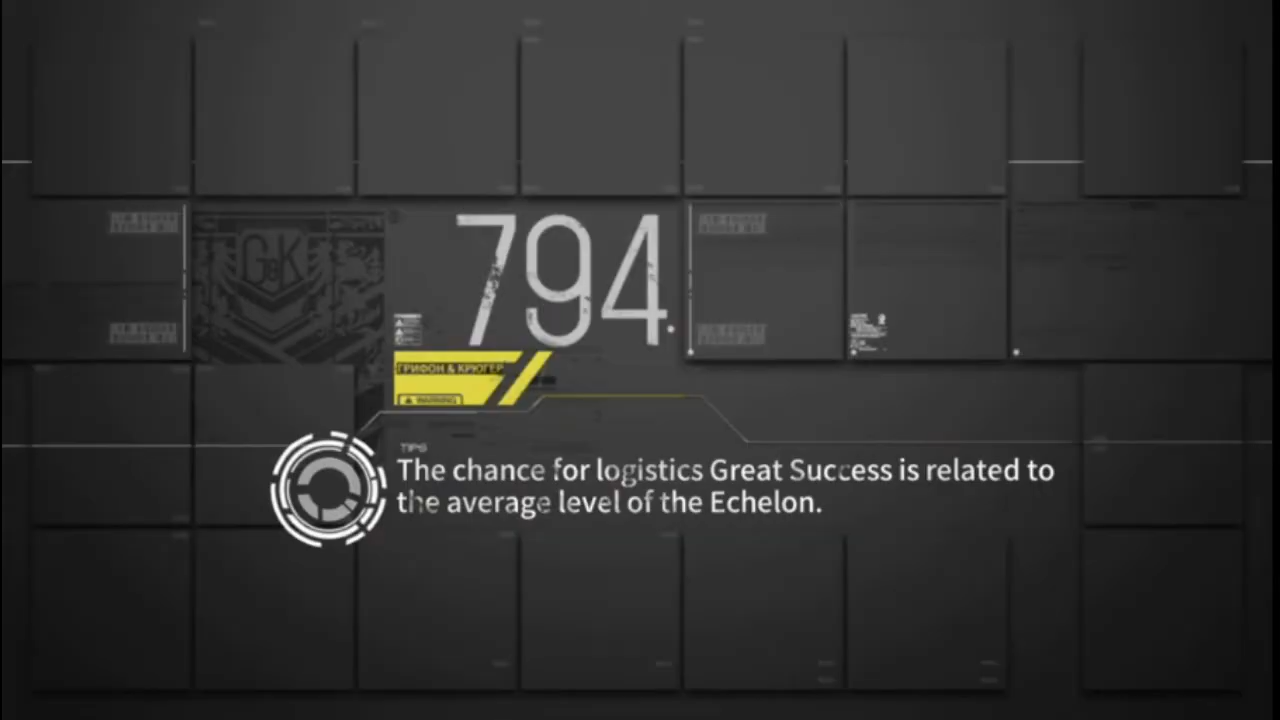 G&K
794.
ГРИФОН & КРЮГЕР
WARNING
TIPS
The chance for logistics Great Success is related to
the average level of the Echelon.